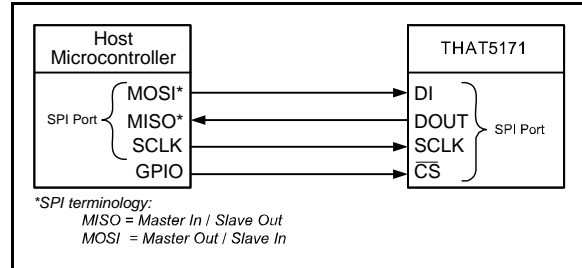 Host
Microcontroller
THAT5171
SPI Port
MOSI*
MISO*
SCLK
GPIO
DI
DOUT
SCLK
CS
SPI Port
*SPI terminology:
MISO = Master In / Slave Out
MOSI = Master Out / Slave In